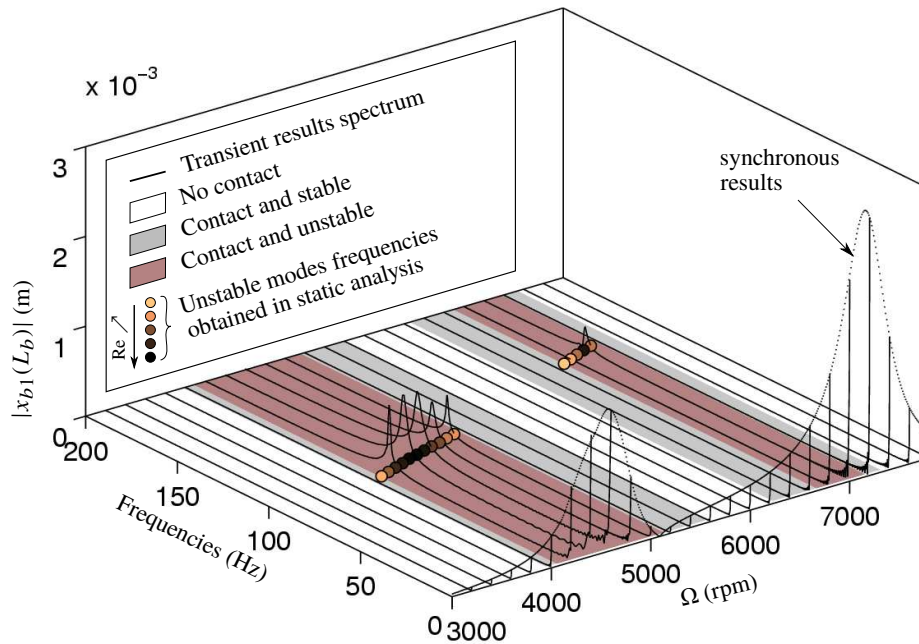 x 10⁻³
3
2
1
0
|x_{b1}(L_b)| (m)
Transient results spectrum
No contact
Contact and stable
Contact and unstable
Unstable modes frequencies
obtained in static analysis
Re ↗
synchronous
results
200
150
100
50
0
Frequencies (Hz)
3000
4000
5000
6000
7000
Ω (rpm)